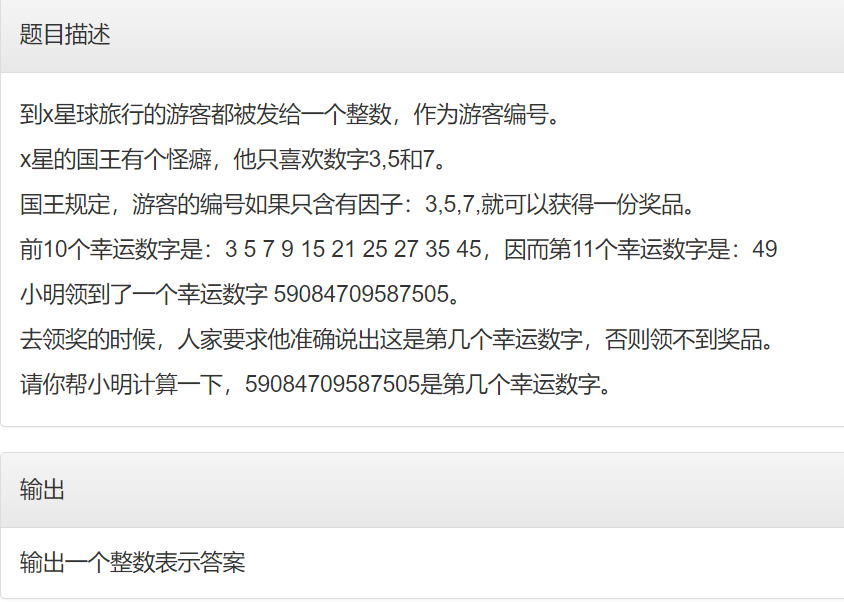 题目描述
到x星球旅行的游客都被发给一个整数，作为游客编号。
x星的国王有个怪癖，他只喜欢数字3,5和7。
国王规定，游客的编号如果只含有因子：3,5,7,就可以获得一份奖品。
前10个幸运数字是：3 5 7 9 15 21 25 27 35 45，因而第11个幸运数字是：49
小明领到了一个幸运数字 59084709587505。
去领奖的时候，人家要求他准确说出这是第几个幸运数字，否则领不到奖品。
请你帮小明计算一下，59084709587505是第几个幸运数字。
输出
输出一个整数表示答案